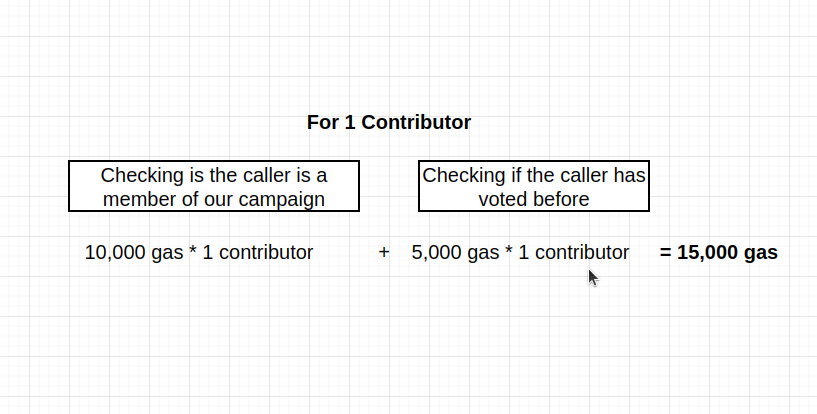 For 1 Contributor
Checking is the caller is a
member of our campaign
Checking if the caller has
voted before
10,000 gas * 1 contributor + 5,000 gas * 1 contributor = 15,000 gas